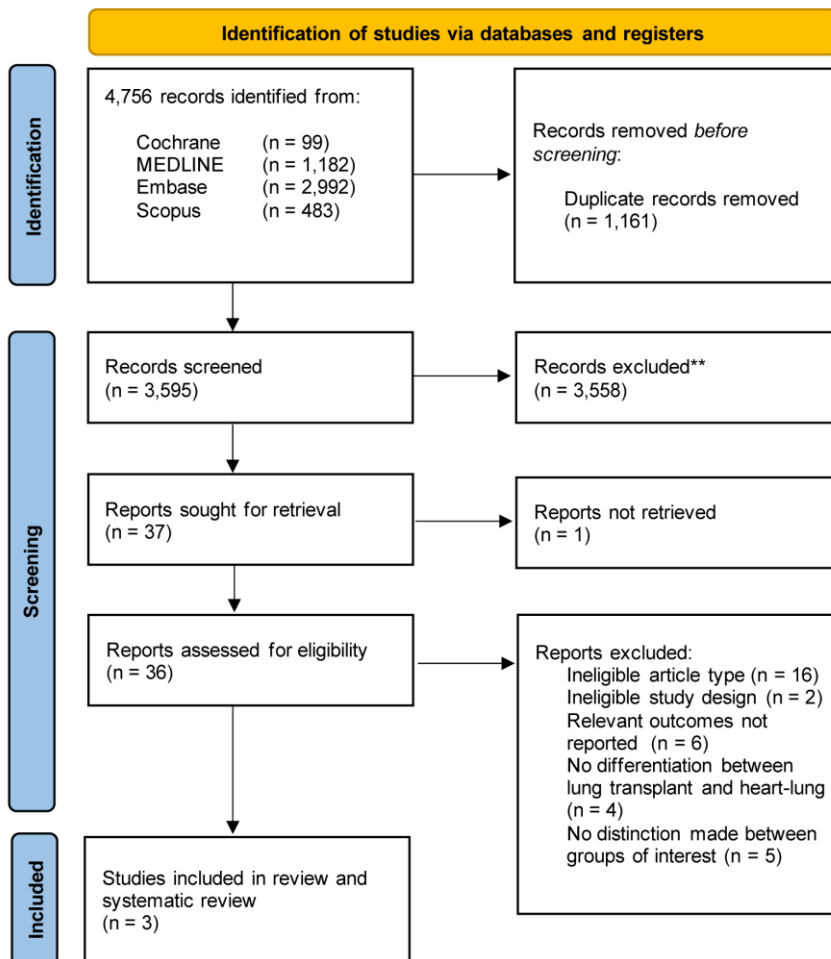 Identification of studies via databases and registers
Identification
4,756 records identified from:
Cochrane (n = 99)
MEDLINE (n = 1,182)
Embase (n = 2,992)
Scopus (n = 483)
Records removed before
screening:
Duplicate records removed
(n = 1,161)
Screening
Records screened
(n = 3,595)
Records excluded**
(n = 3,558)
Reports sought for retrieval
(n = 37)
Reports not retrieved
(n = 1)
Reports assessed for eligibility
(n = 36)
Reports excluded:
Ineligible article type (n = 16)
Ineligible study design (n = 2)
Relevant outcomes not
reported (n = 6)
No differentiation between
lung transplant and heart-lung
(n = 4)
No distinction made between
groups of interest (n = 5)
Included
Studies included in review and
systematic review
(n = 3)